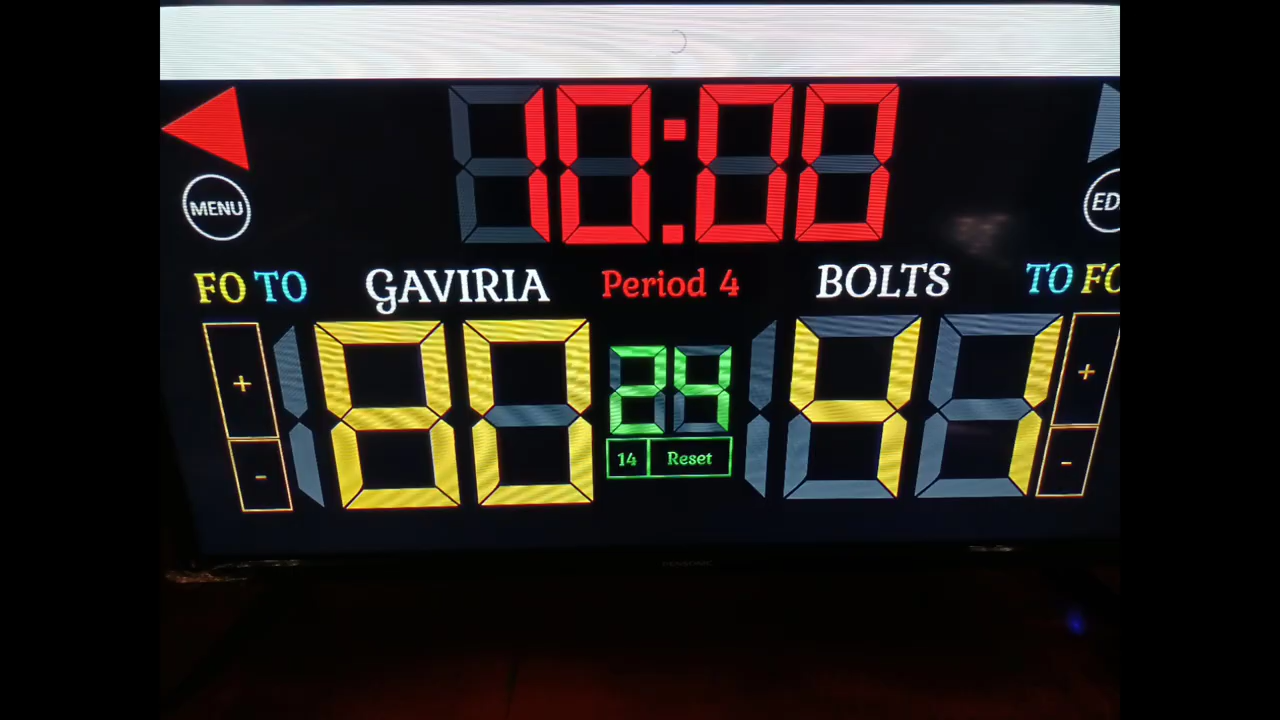 10:00
MENU ED
FO TO GAVIRIA Period 4 BOLTS TO FO
+ 80 24 41 +
- 14 Reset -